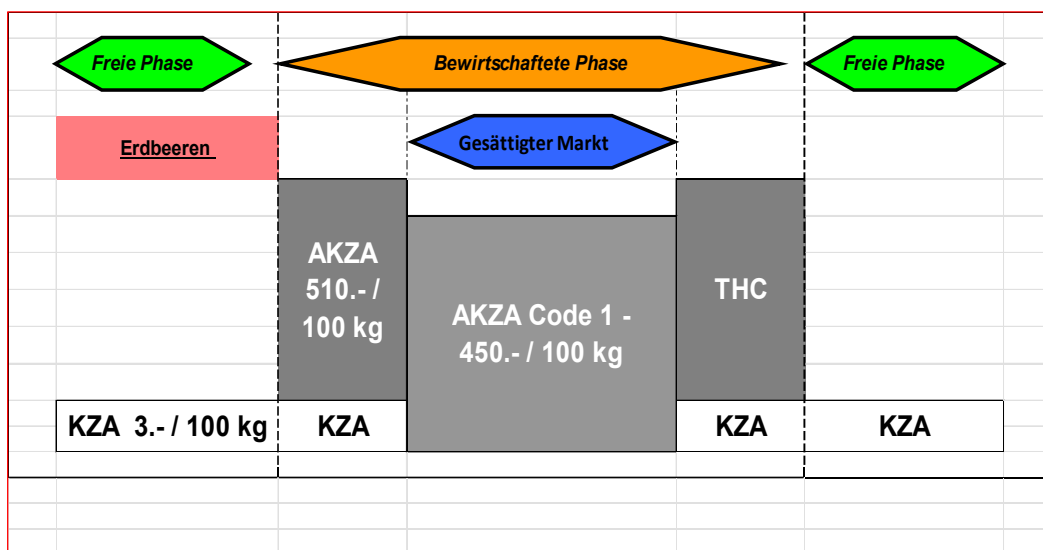 Freie Phase
Bewirtschaftete Phase
Freie Phase
Erdbeeren
Gesättigter Markt
AKZA
510.- /
100 kg
AKZA Code 1 -
450.- / 100 kg
THC
KZA 3.- / 100 kg
KZA
KZA
KZA